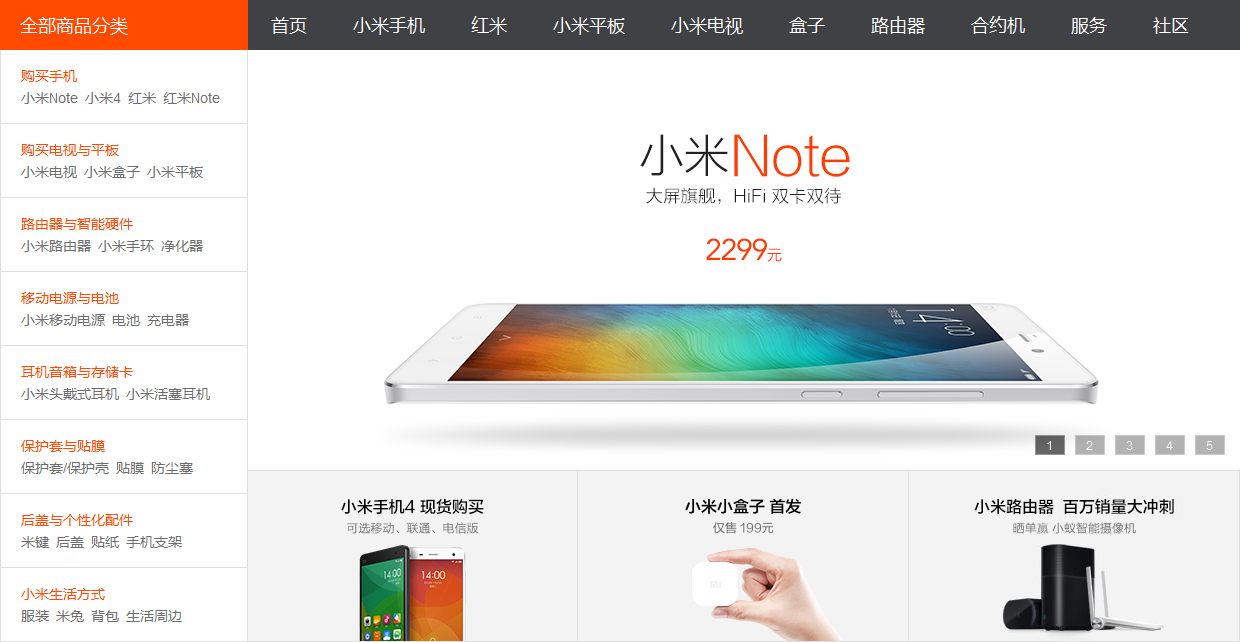 全部商品分类
首页 小米手机 红米 小米平板 小米电视 盒子 路由器 合约机 服务 社区
购买手机
小米Note 小米4 红米 红米Note
购买电视与平板
小米电视 小米盒子 小米平板
路由器与智能硬件
小米路由器 小米手环 净化器
移动电源与电池
小米移动电源 电池 充电器
耳机音箱与存储卡
小米头戴式耳机 小米活塞耳机
保护套与贴膜
保护套/保护壳 贴膜 防尘塞
后盖与个性化配件
米键 后盖 贴纸 手机支架
小米生活方式
服装 米兔 背包 生活周边
小米Note
大屏旗舰，HiFi 双卡双待
2299元
14:00
1 2 3 4 5
小米手机4 现货购买
可选移动、联通、电信版
14:00
14:00
小米小盒子 首发
仅售 199元
MI
小米路由器 百万销量大冲刺
晒单赢 小蚁智能摄像机